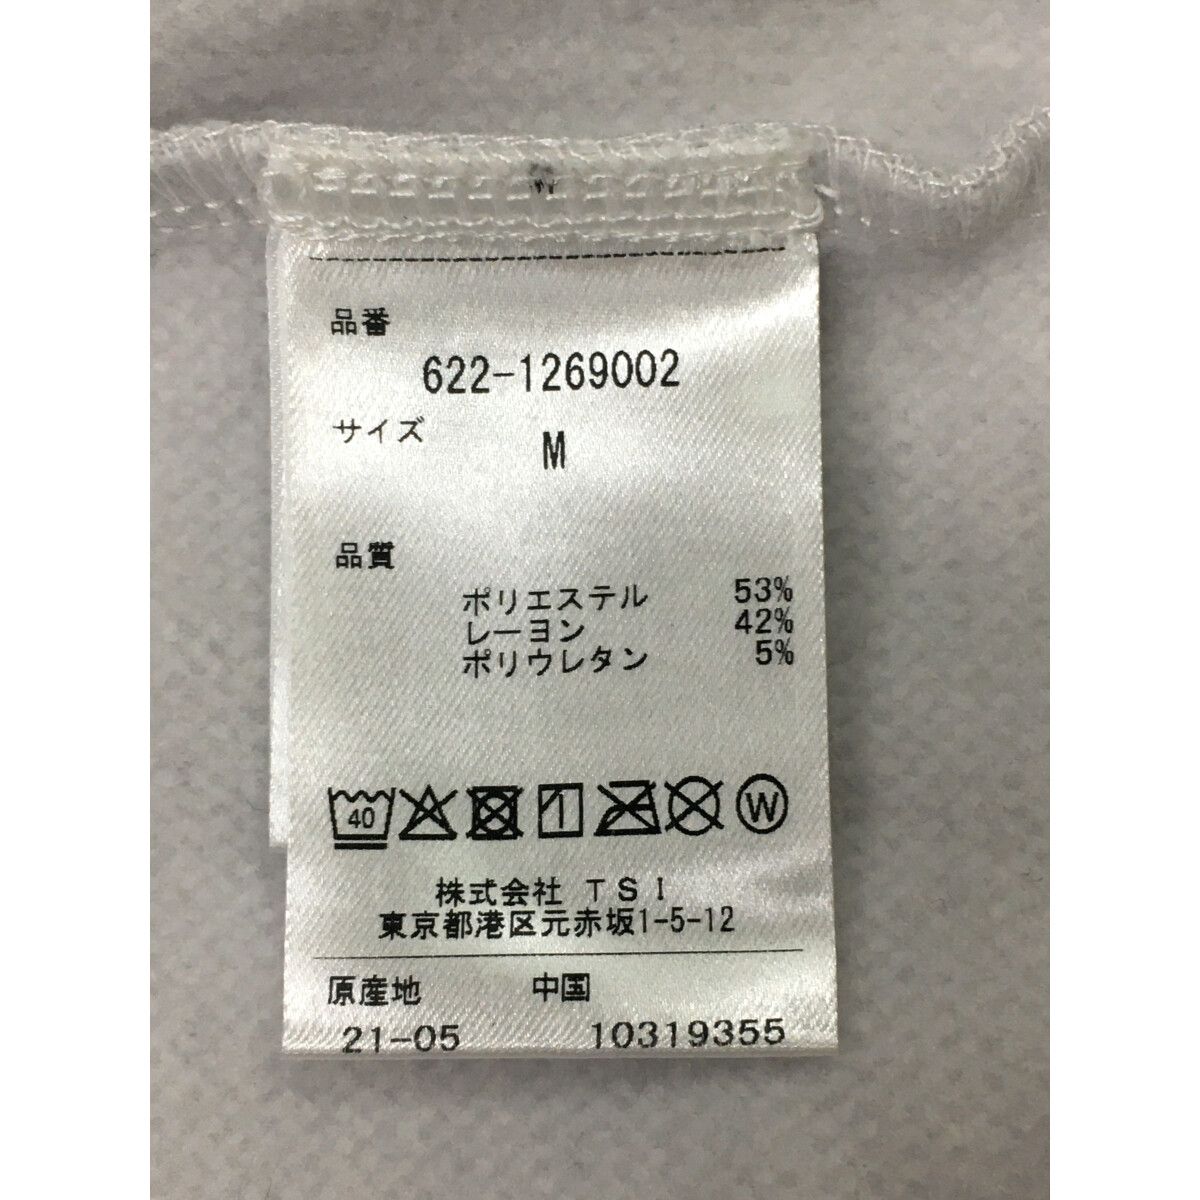 品番
622-1269002
サイズ
M
品質
ポリエステル 53%
レーヨン 42%
ポリウレタン 5%
40 W
株式会社 TSI
東京都港区元赤坂1-5-12
原産地 中国
21-05 10319355